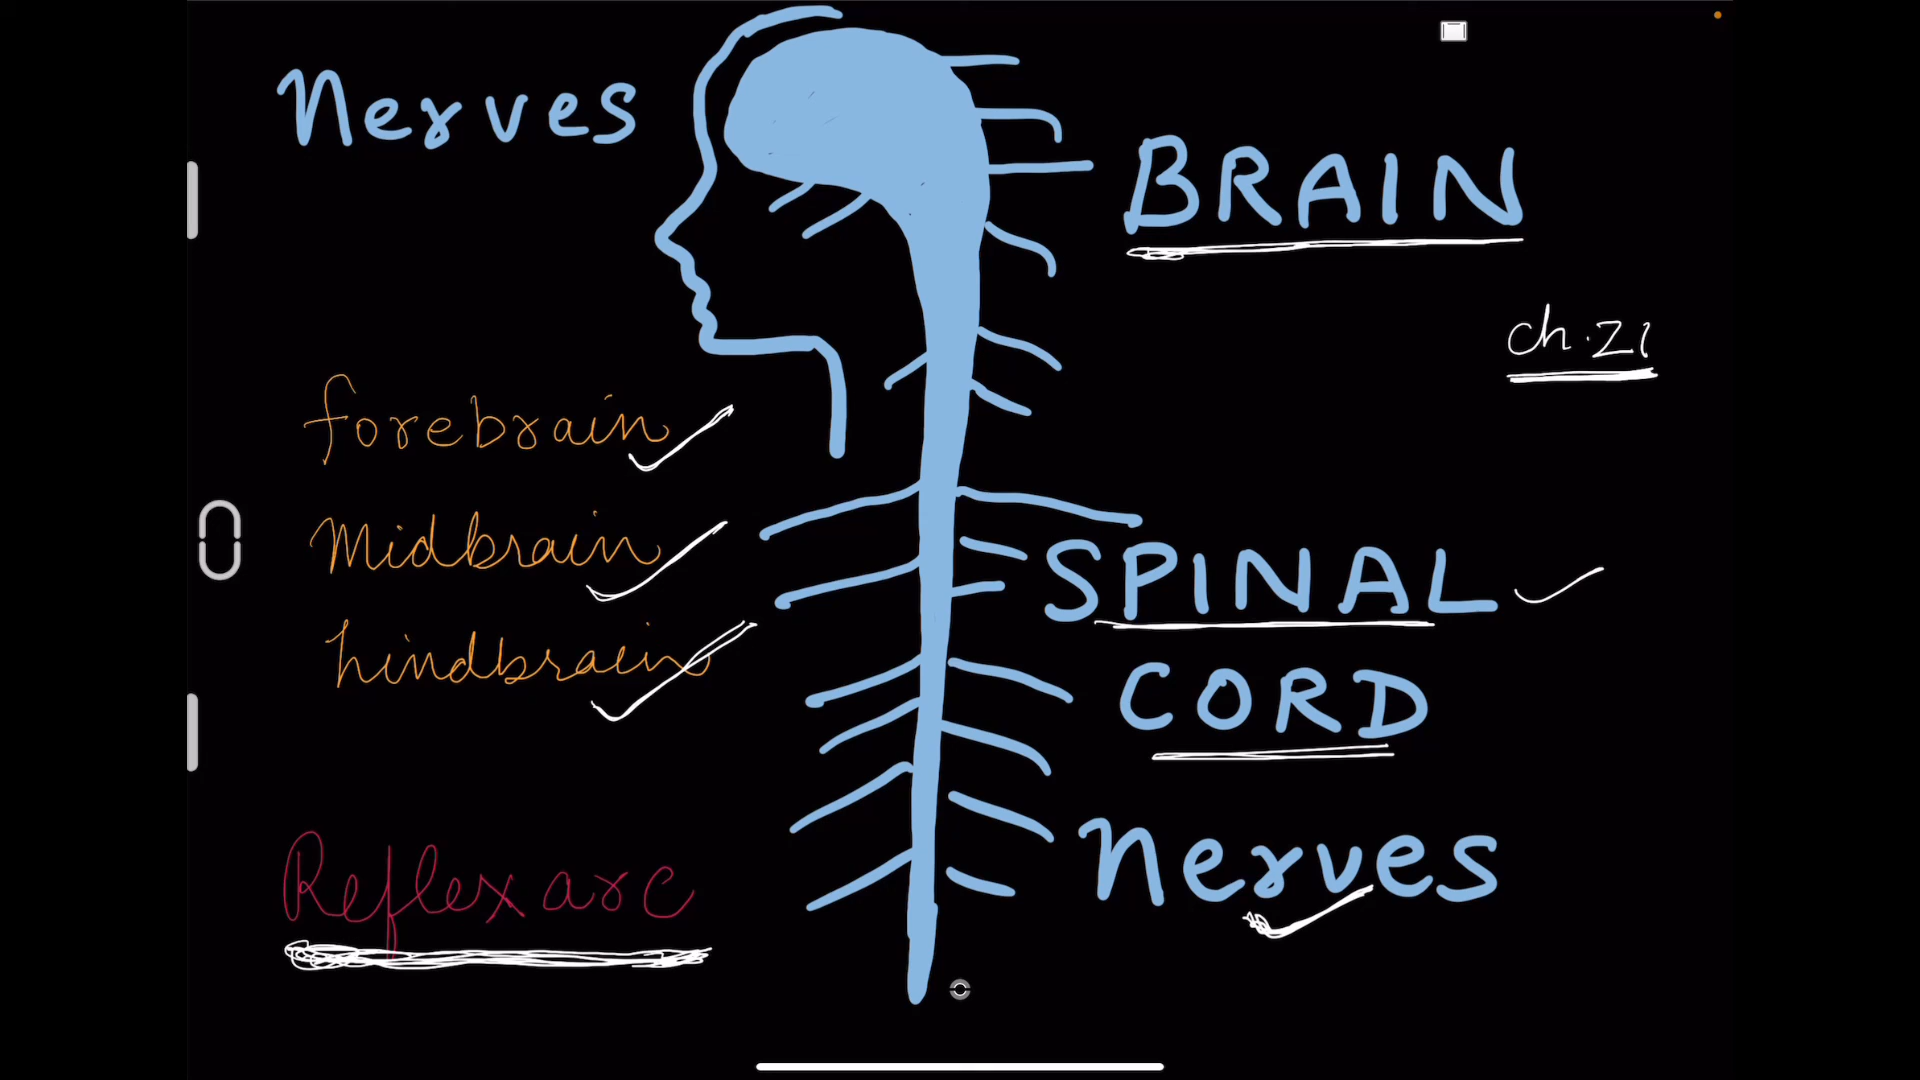 Nerves
BRAIN
ch.21
forebrain
Midbrain
hindbrain
SPINAL
CORD
Nerves
Reflex arc